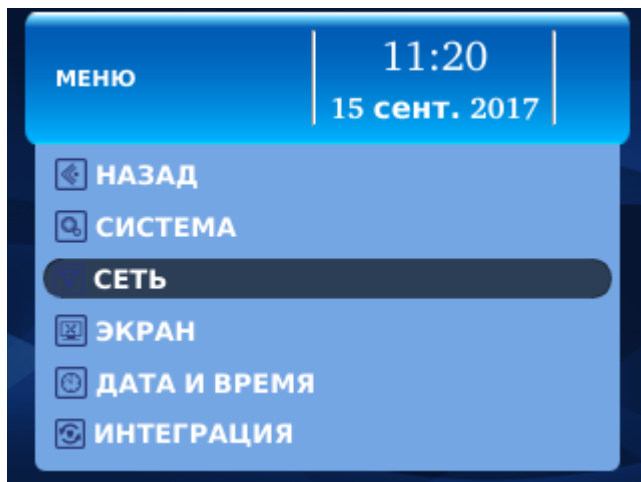 МЕНЮ
11:20
15 сент. 2017
НАЗАД
СИСТЕМА
СЕТЬ
ЭКРАН
ДАТА И ВРЕМЯ
ИНТЕГРАЦИЯ